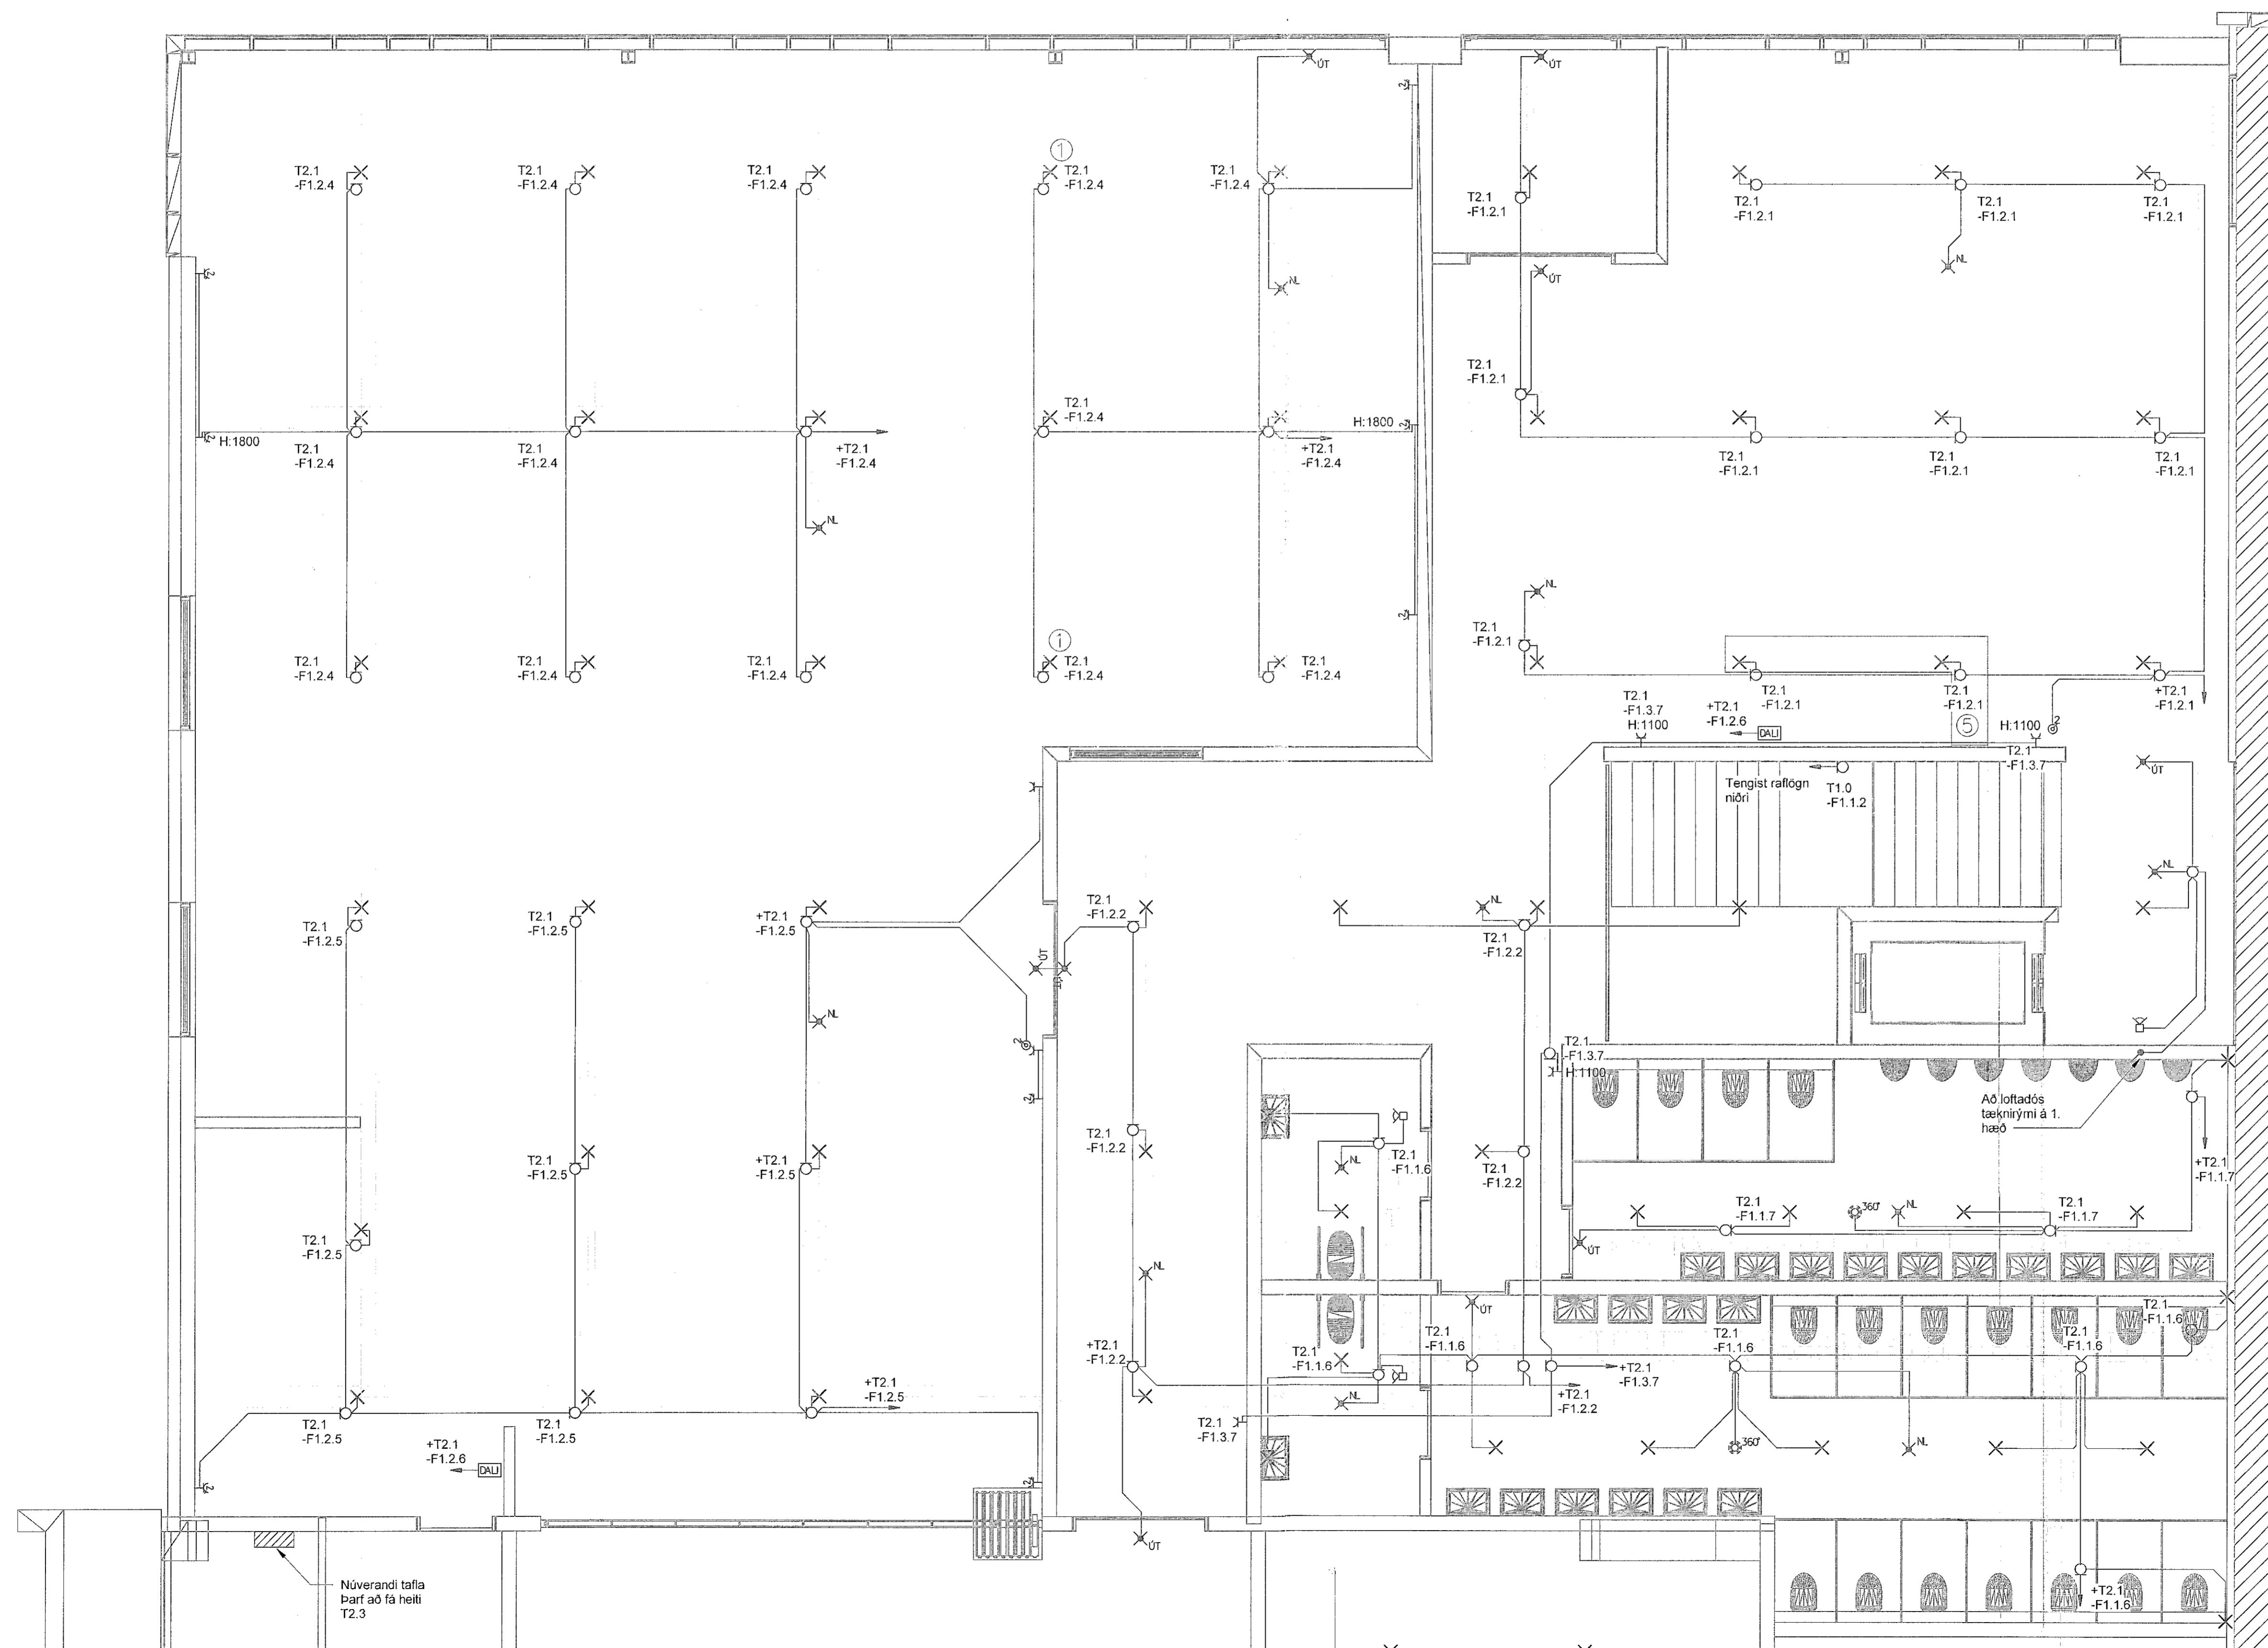 ÚT
ÚT
2
1
T2.1
-F1.2.4
T2.1
-F1.2.4
T2.1
-F1.2.4
T2.1
-F1.2.4
T2.1
-F1.2.4
T2.1
-F1.2.1
T2.1
-F1.2.1
T2.1
-F1.2.1
T2.1
-F1.2.1
NL
ÚT
2
NL
T2.1
-F1.2.1
T2.1
-F1.2.4
2
H:1800
T2.1
-F1.2.4
T2.1
-F1.2.4
+T2.1
-F1.2.4
H:1800
2
+T2.1
-F1.2.4
T2.1
-F1.2.1
T2.1
-F1.2.1
T2.1
-F1.2.1
NL
NL
2
1
T2.1
-F1.2.4
T2.1
-F1.2.4
T2.1
-F1.2.4
T2.1
-F1.2.4
T2.1
-F1.2.4
T2.1
-F1.2.1
T2.1
-F1.2.1
T2.1
-F1.2.1
+T2.1
-F1.2.1
T2.1
-F1.3.7
H:1100
+T2.1
-F1.2.6
DALI
5
H:1100
2
T2.1
-F1.3.7
Tengist raflögn
niðri
T1.0
-F1.1.2
ÚT
NL
T2.1
-F1.2.5
T2.1
-F1.2.5
+T2.1
-F1.2.5
T2.1
-F1.2.2
NL
T2.1
-F1.2.2
ÚT
NL
2
T2.1
-F1.3.7
H:1100
2
Að loftadós
tæknirými á 1.
hæð
T2.1
-F1.2.5
+T2.1
-F1.2.5
T2.1
-F1.2.2
T2.1
-F1.1.6
NL
T2.1
-F1.2.2
+T2.1
-F1.1.7
T2.1
-F1.2.5
T2.1
-F1.1.7
360°
NL
T2.1
-F1.1.7
ÚT
NL
ÚT
T2.1
-F1.1.6
+T2.1
-F1.2.2
T2.1
-F1.1.6
T2.1
-F1.1.6
T2.1
-F1.1.6
T2.1
-F1.1.6
+T2.1
-F1.3.7
+T2.1
-F1.2.5
NL
+T2.1
-F1.2.2
T2.1
-F1.2.5
T2.1
-F1.2.5
T2.1
-F1.3.7
360°
NL
+T2.1
-F1.2.6
DALI
2
2
ÚT
Núverandi tafla
Þarf að fá heiti
T2.3
+T2.1
-F1.1.6